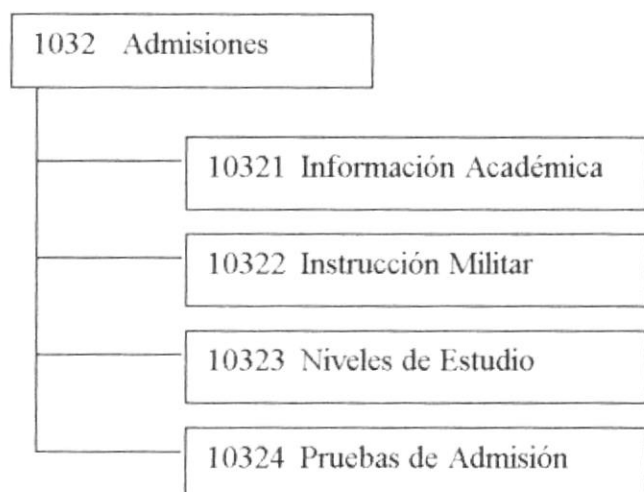 1032 Admisiones
10321 Información Académica
10322 Instrucción Militar
10323 Niveles de Estudio
10324 Pruebas de Admisión